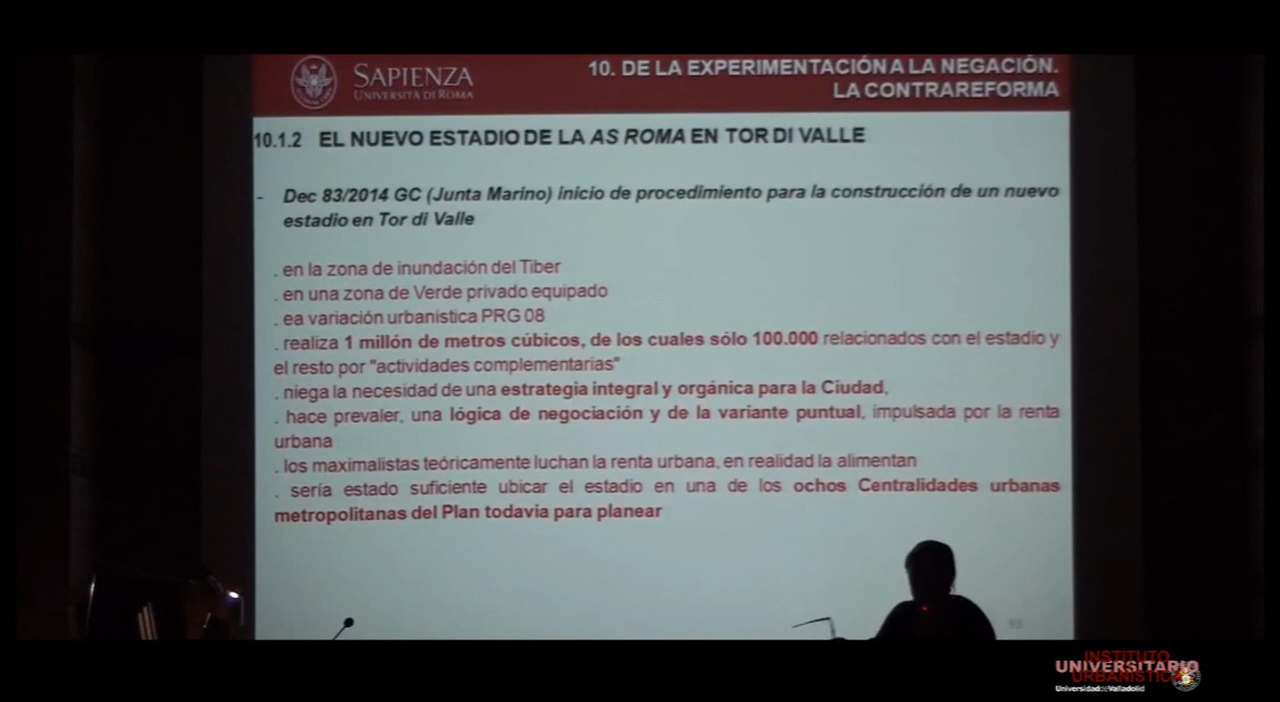 SAPIENZA
UNIVERSITÀ DI ROMA
10. DE LA EXPERIMENTACIÓN A LA NEGACIÓN.
LA CONTRAREFORMA
10.1.2 EL NUEVO ESTADIO DE LA AS ROMA EN TOR DI VALLE
- Dec 83/2014 GC (Junta Marino) inicio de procedimiento para la construcción de un nuevo
estadio en Tor di Valle
. en la zona de inundación del Tiber
. en una zona de Verde privado equipado
. ea variación urbanistica PRG 08
. realiza 1 millón de metros cúbicos, de los cuales sólo 100.000 relacionados con el estadio y
el resto por "actividades complementarias"
. niega la necesidad de una estrategia integral y orgánica para la Ciudad,
. hace prevaler, una lógica de negociación y de la variante puntual, impulsada por la renta
urbana
. los maximalistas teóricamente luchan la renta urbana, en realidad la alimentan
. sería estado suficiente ubicar el estadio en una de los ochos Centralidades urbanas
metropolitanas del Plan todavia para planear
INSTITUTO
UNIVERSITARIO
URBANÍSTICA
Universidad de Valladolid